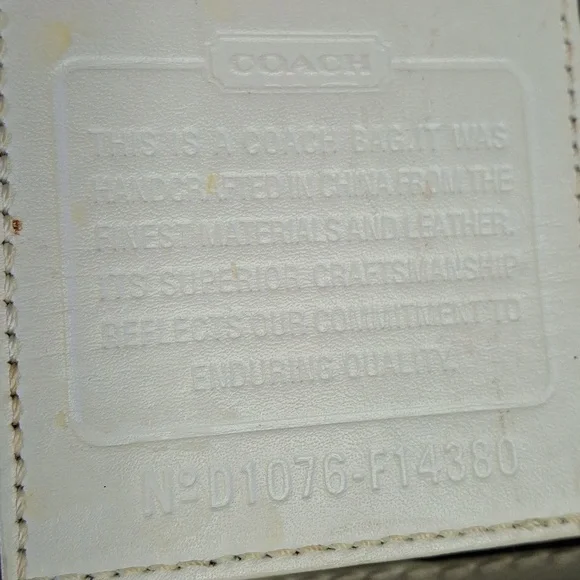 COACH
THIS IS A COACH BAG. IT WAS
HANDCRAFTED IN CHINA FROM THE
FINEST MATERIALS AND LEATHER.
ITS SUPERIOR CRAFTSMANSHIP
REFLECTS OUR COMMITMENT TO
ENDURING QUALITY.
Nº D1076-F14380